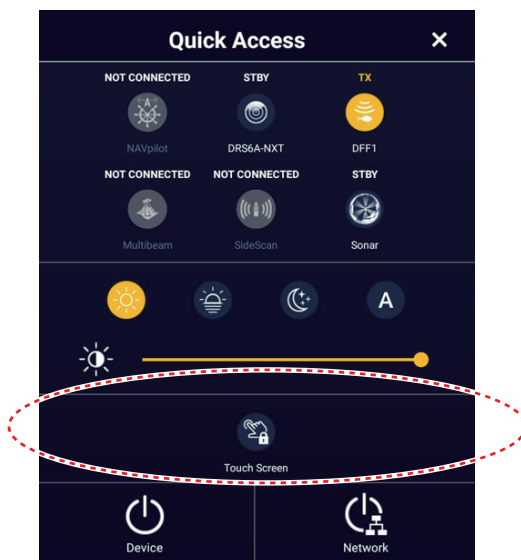 Quick Access
NOT CONNECTED STBY TX
NAVpilot DRS6A-NXT DFF1
NOT CONNECTED NOT CONNECTED STBY
Multibeam SideScan Sonar
A
Touch Screen
Device Network